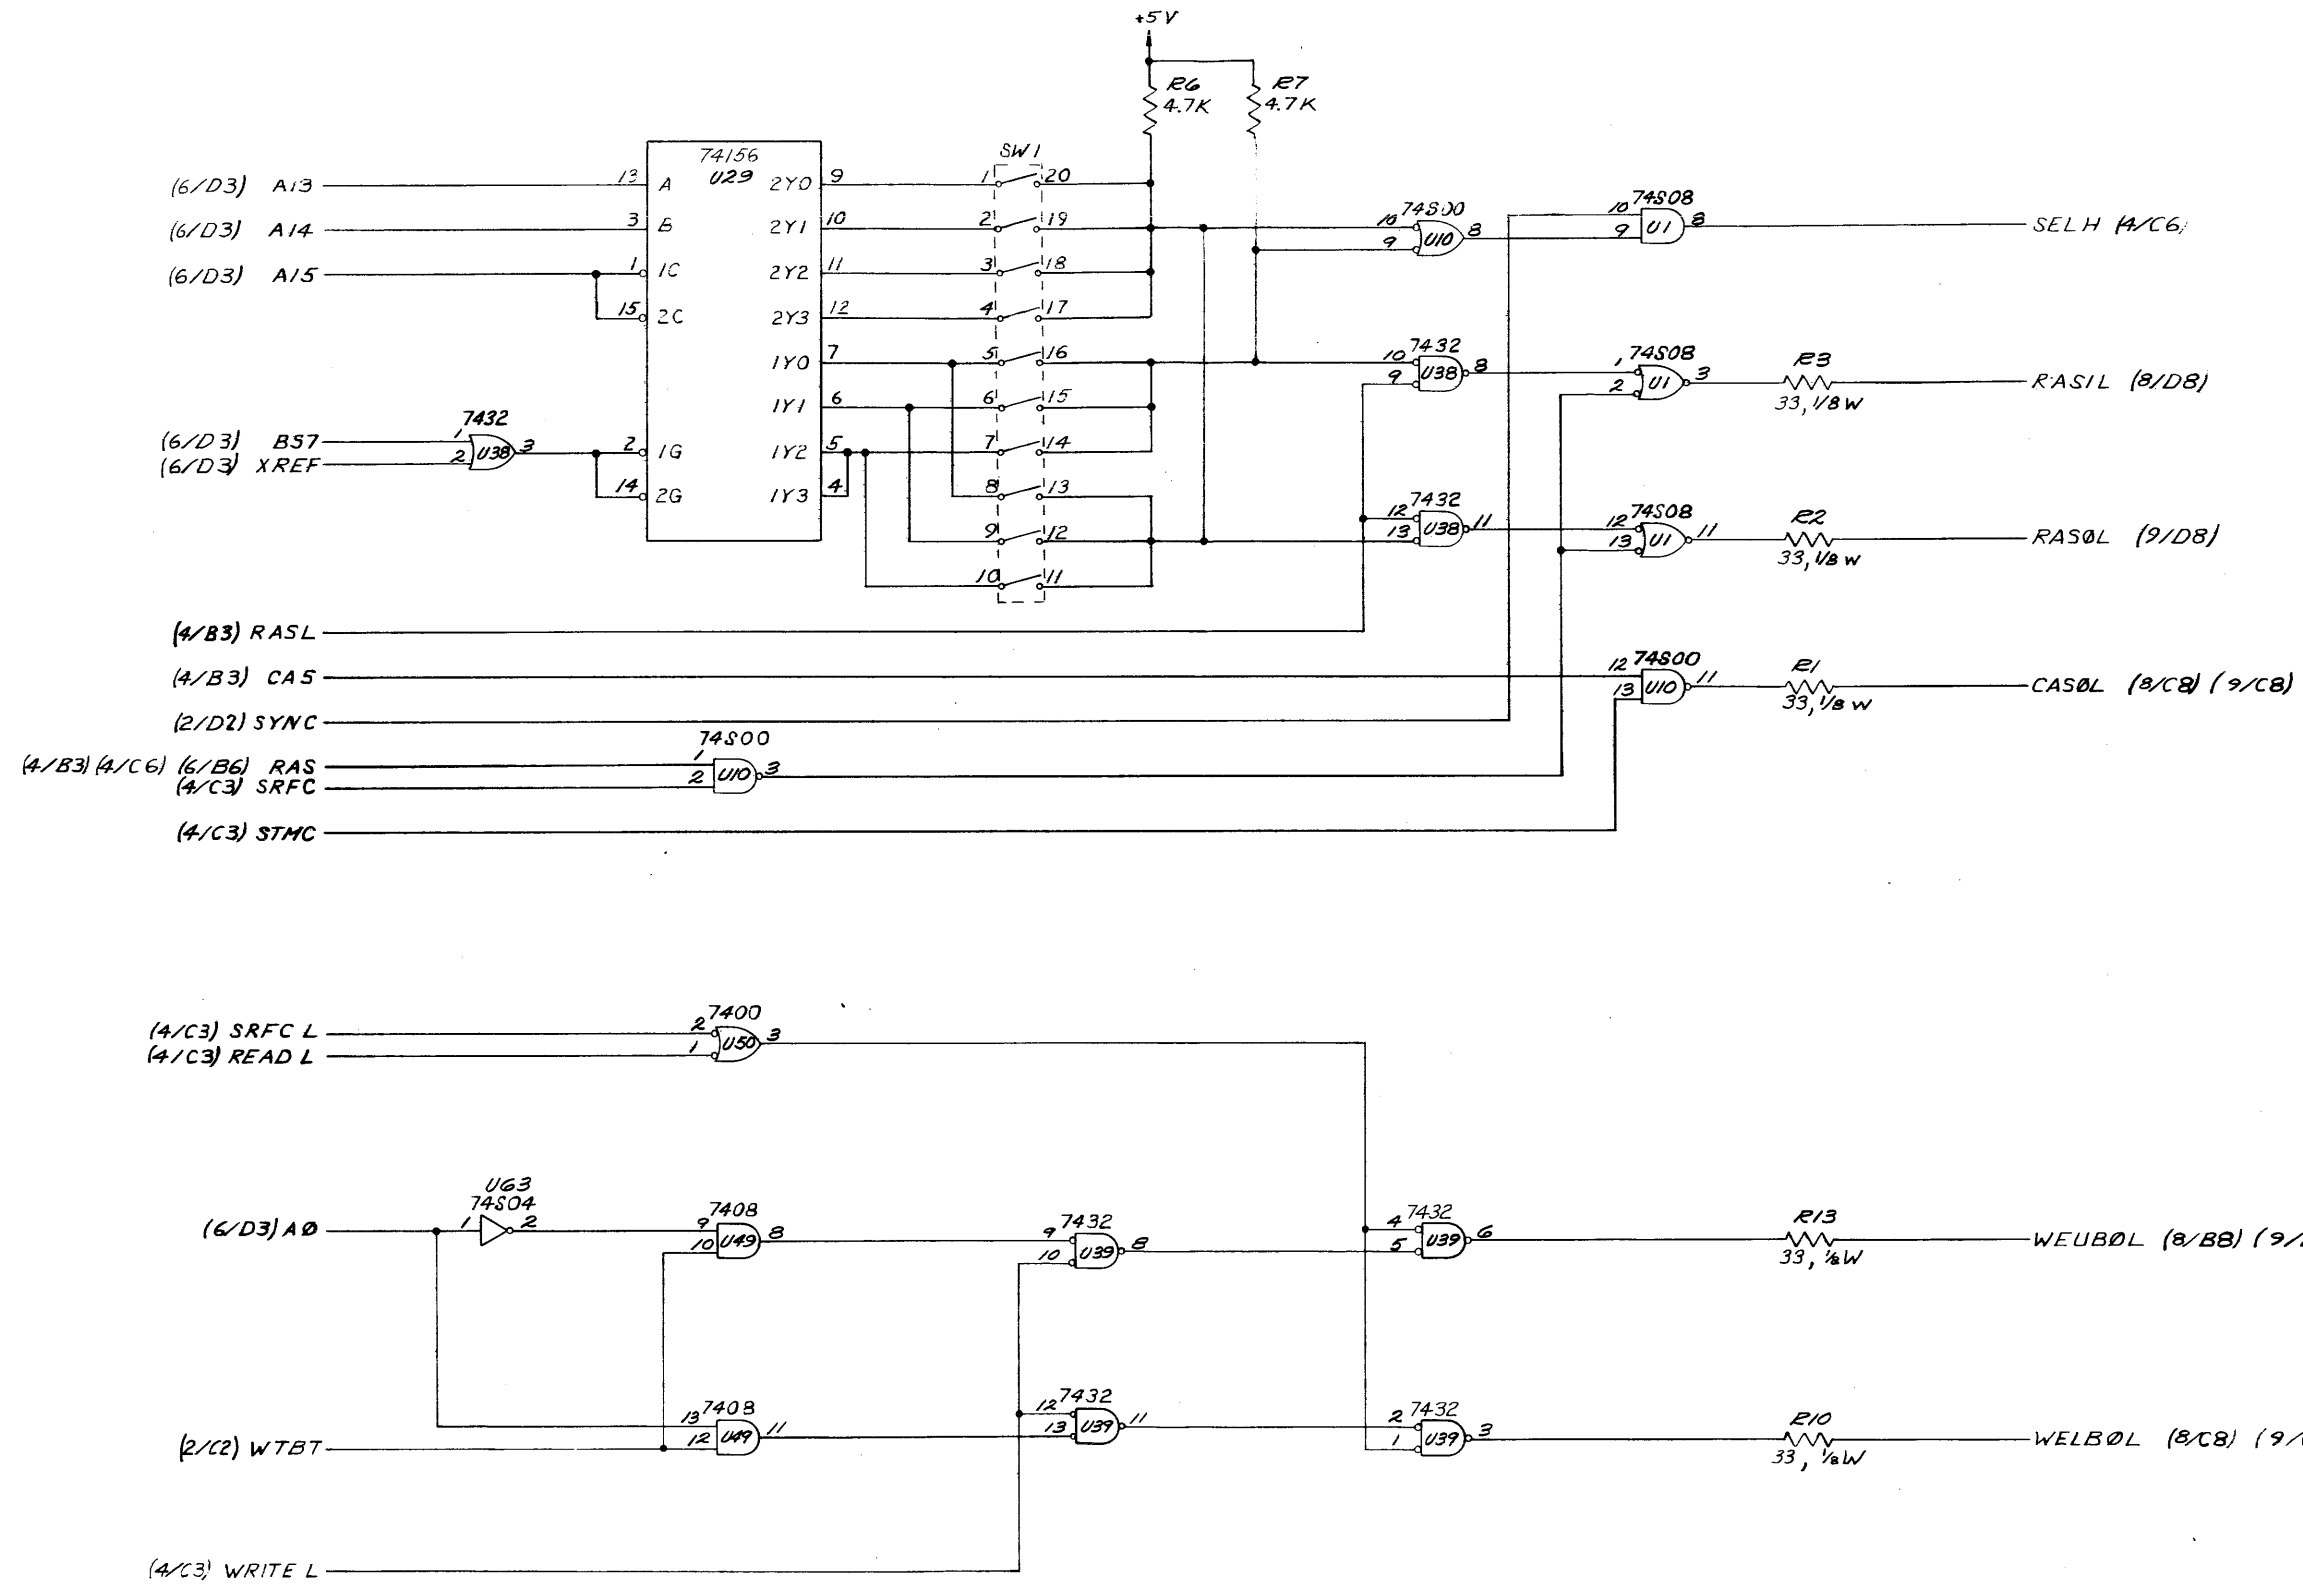 +5V
R6
4.7K
R7
4.7K
74156
U29
SW1
(6/D3) A13
13 A
2Y0 9
1 20
(6/D3) A14
3 B
2Y1 10
2 19
(6/D3) A15
1 1C
2Y2 11
3 18
15 2C
2Y3 12
4 17
1Y0 7
5 16
1Y1 6
6 15
7432
(6/D3) BS7
(6/D3) XREF
1
2 U38 3
2 1G
1Y2 5
7 14
14 2G
1Y3 4
8 13
9 12
10 11
74S00
10
9 U10 8
74S08
10
9 U1 8
SELH (4/C6)
7432
10
9 U38 8
74S08
1
2 U1 3
R3
33, 1/8W
RAS1L (8/D8)
7432
12
13 U38 11
74S08
12
13 U1 11
R2
33, 1/8W
RASØL (9/D8)
(4/B3) RASL
(4/B3) CAS
74S00
12
13 U10 11
R1
33, 1/8W
CASØL (8/C8) (9/C8)
(2/D2) SYNC
(4/B3) (4/C6) (6/B6) RAS
(4/C3) SRFC
74S00
1
2 U10 3
(4/C3) STMC
(4/C3) SRFC L
(4/C3) READ L
7400
2
1 U50 3
(6/D3) AØ
U63
74S04
1 2
7408
9
10 U49 8
7432
9
10 U39 8
7432
4
5 U39 6
R13
33, 1/8W
WEUBØL (8/B8) (9/
(2/C2) WTBT
7408
13
12 U49 11
7432
12
13 U39 11
7432
2
1 U39 3
R10
33, 1/8W
WELBØL (8/C8) (9/
(4/C3) WRITE L